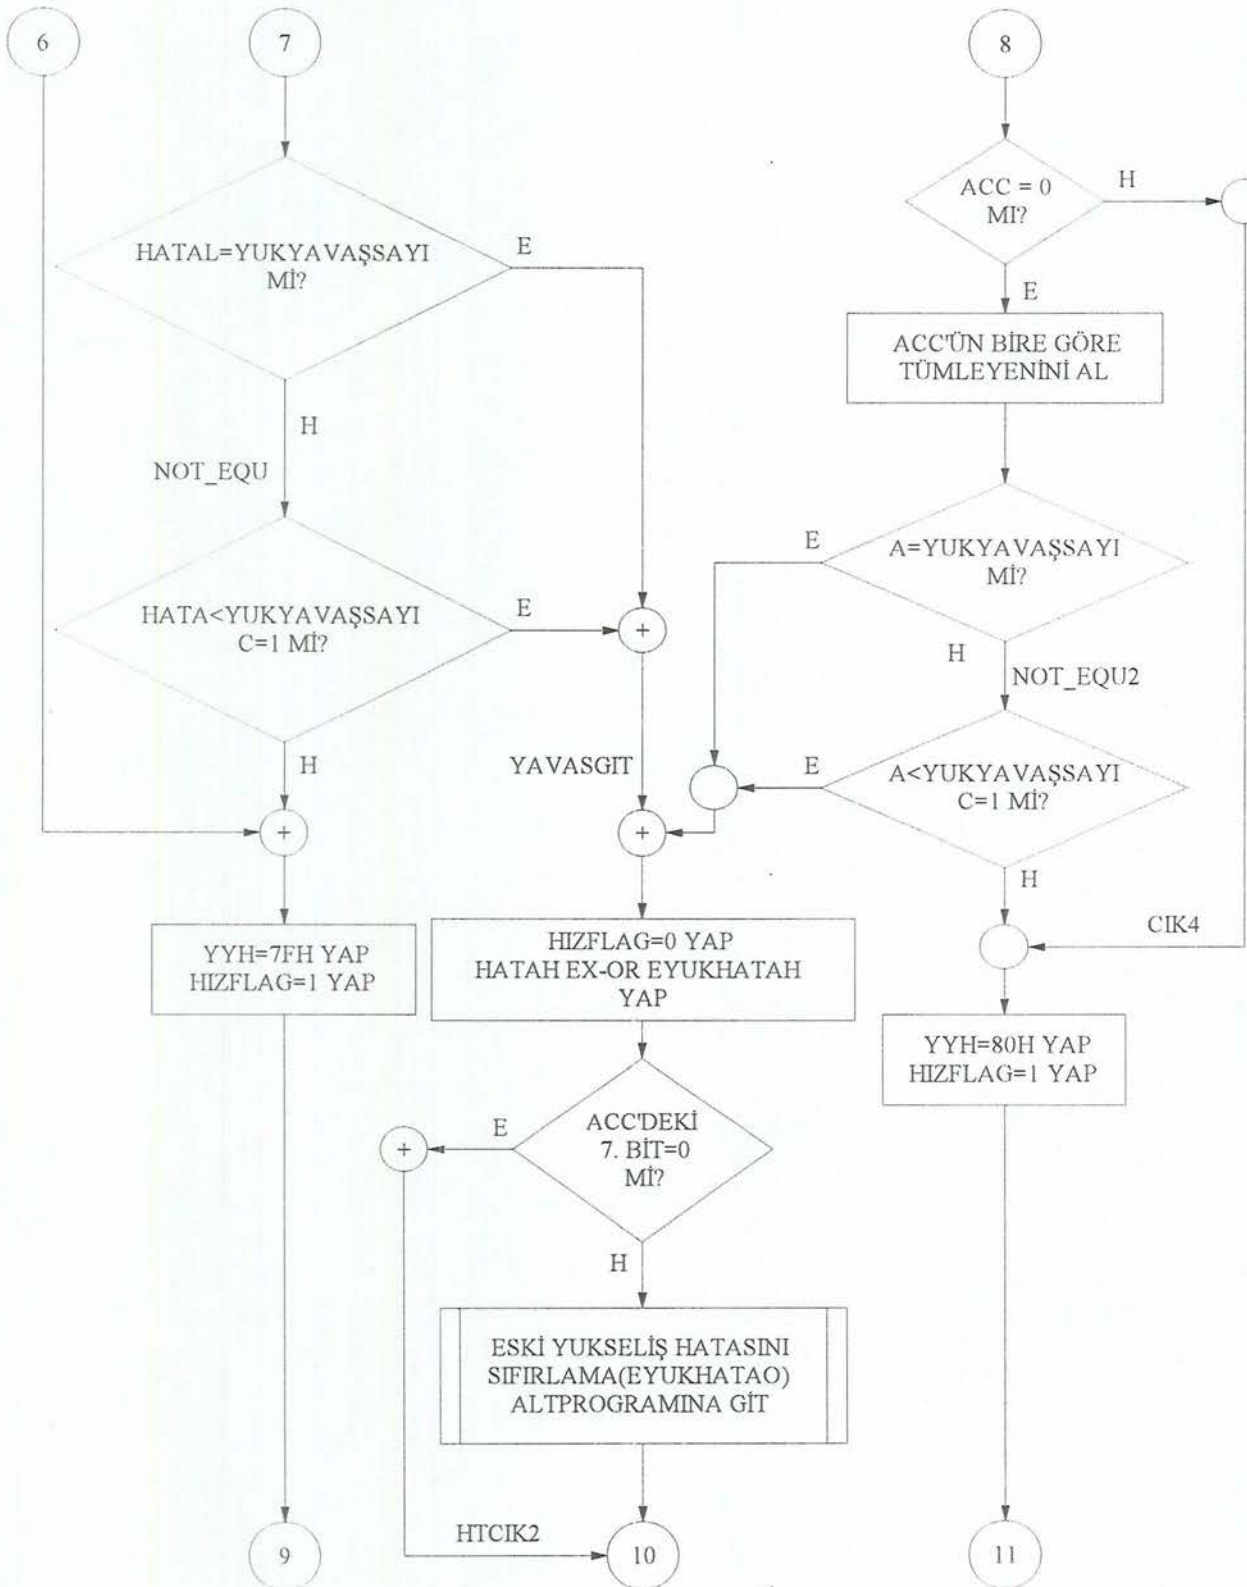 6
7
8
HATAL=YUKYAVAŞSAYI
Mİ?
E
H
NOT_EQU
HATA<YUKYAVAŞSAYI
C=1 Mİ?
E
H
+
+
YAVASGIT
+
YYH=7FH YAP
HIZFLAG=1 YAP
HIZFLAG=0 YAP
HATAH EX-OR EYUKHATAH
YAP
ACC'DEKİ
7. BİT=0
Mİ?
E
+
H
ESKİ YUKSELİŞ HATASINI
SIFIRLAMA(EYUKHATAO)
ALTPROGRAMINA GİT
HTCIK2
ACC = 0
MI?
H
E
ACC'ÜN BİRE GÖRE
TÜMLEYENİNİ AL
A=YUKYAVAŞSAYI
Mİ?
E
H
NOT_EQU2
A<YUKYAVAŞSAYI
C=1 Mİ?
E
H
CIK4
YYH=80H YAP
HIZFLAG=1 YAP
9
10
11